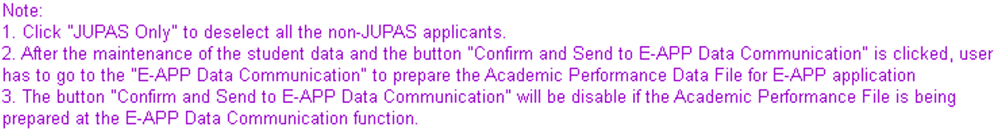 Note:
1. Click "JUPAS Only" to deselect all the non-JUPAS applicants.
2. After the maintenance of the student data and the button "Confirm and Send to E-APP Data Communication" is clicked, user
has to go to the "E-APP Data Communication" to prepare the Academic Performance Data File for E-APP application
3. The button "Confirm and Send to E-APP Data Communication" will be disable if the Academic Performance File is being
prepared at the E-APP Data Communication function.